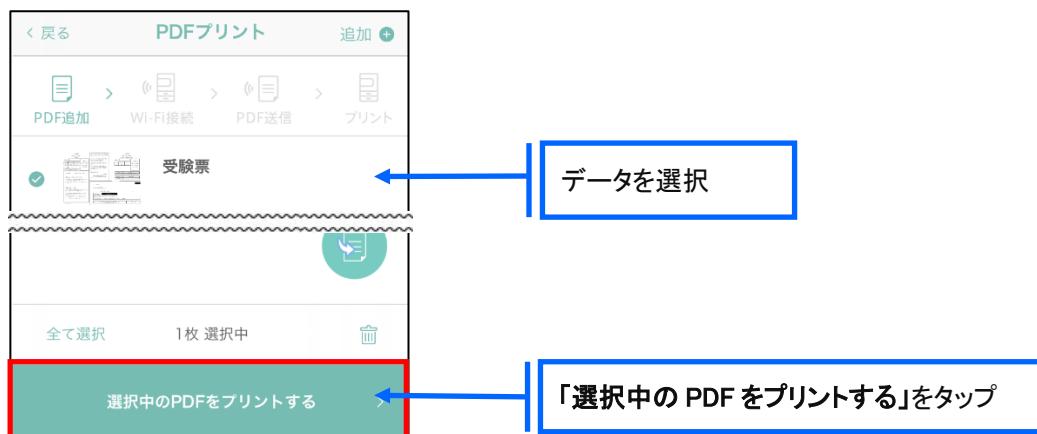 戻る PDFプリント 追加
PDF追加 Wi-Fi接続 PDF送信 プリント
受験票
データを選択
全て選択 1枚 選択中
選択中のPDFをプリントする
「選択中の PDF をプリントする」をタップ